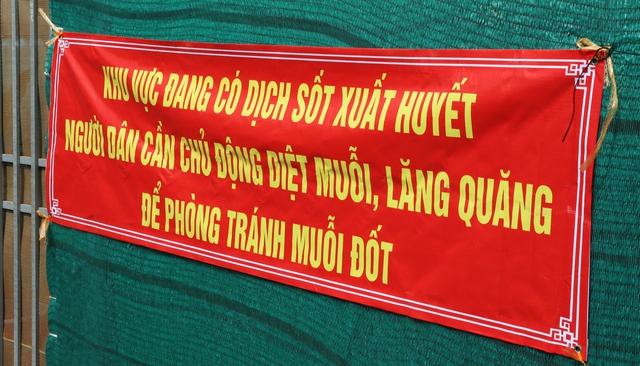 KHU VỰC ĐANG CÓ DỊCH SỐT XUẤT HUYẾT
NGƯỜI DÂN CẦN CHỦ ĐỘNG DIỆT MUỖI, LĂNG QUĂNG
ĐỂ PHÒNG TRÁNH MUỖI ĐỐT